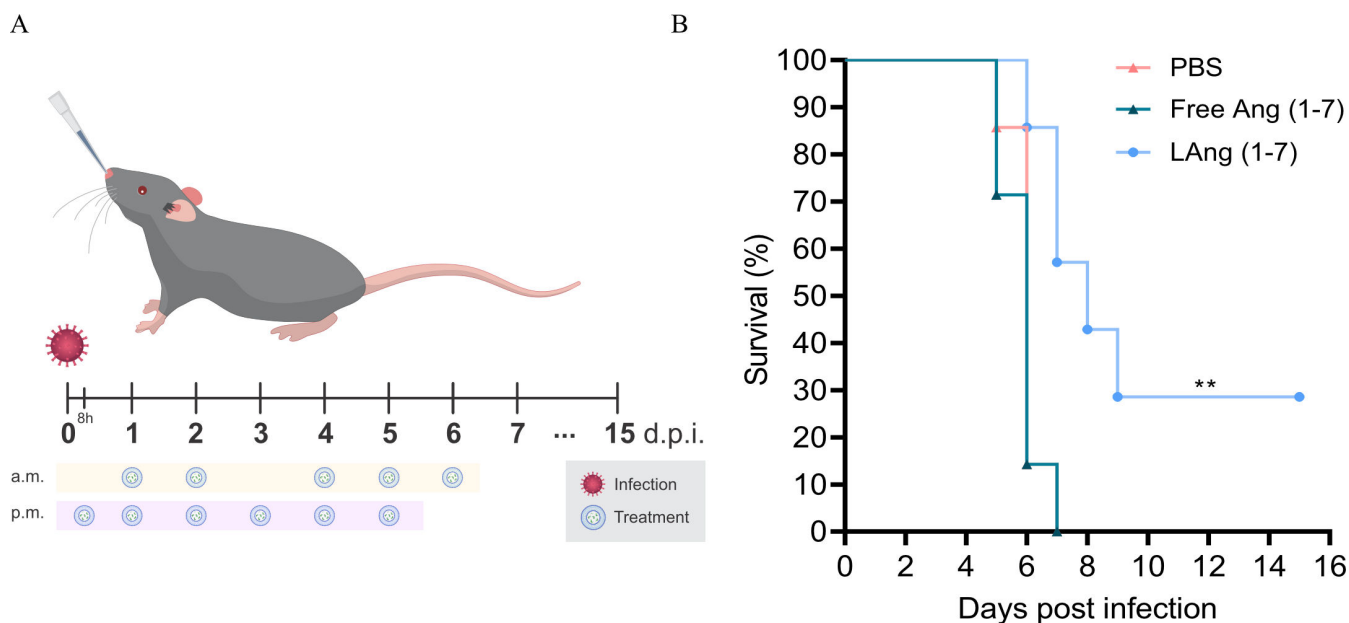 A
0 8h 1 2 3 4 5 6 7 ... 15 d.p.i.
a.m.
p.m.
Infection
Treatment
B
PBS
Free Ang (1-7)
LAng (1-7)
Survival (%)
100
90
80
70
60
50
40
30
20
10
0
**
0 2 4 6 8 10 12 14 16
Days post infection